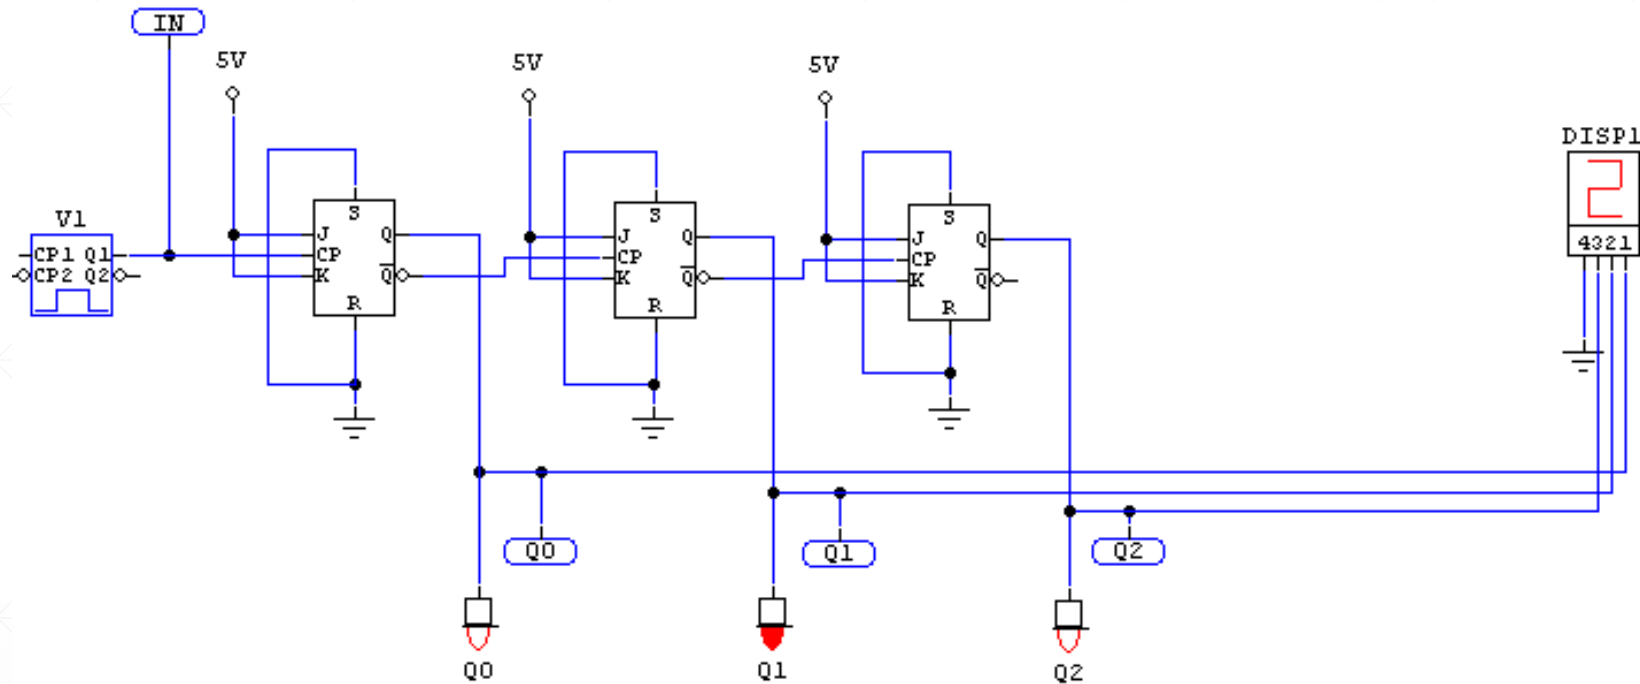 IN
5V
5V
5V
DISP1
2
4321
V1
CP1 Q1
CP2 Q2
S
J Q
CP
K Q̅
R
S
J Q
CP
K Q̅
R
S
J Q
CP
K Q̅
R
Q0
Q1
Q2
Q0
Q1
Q2